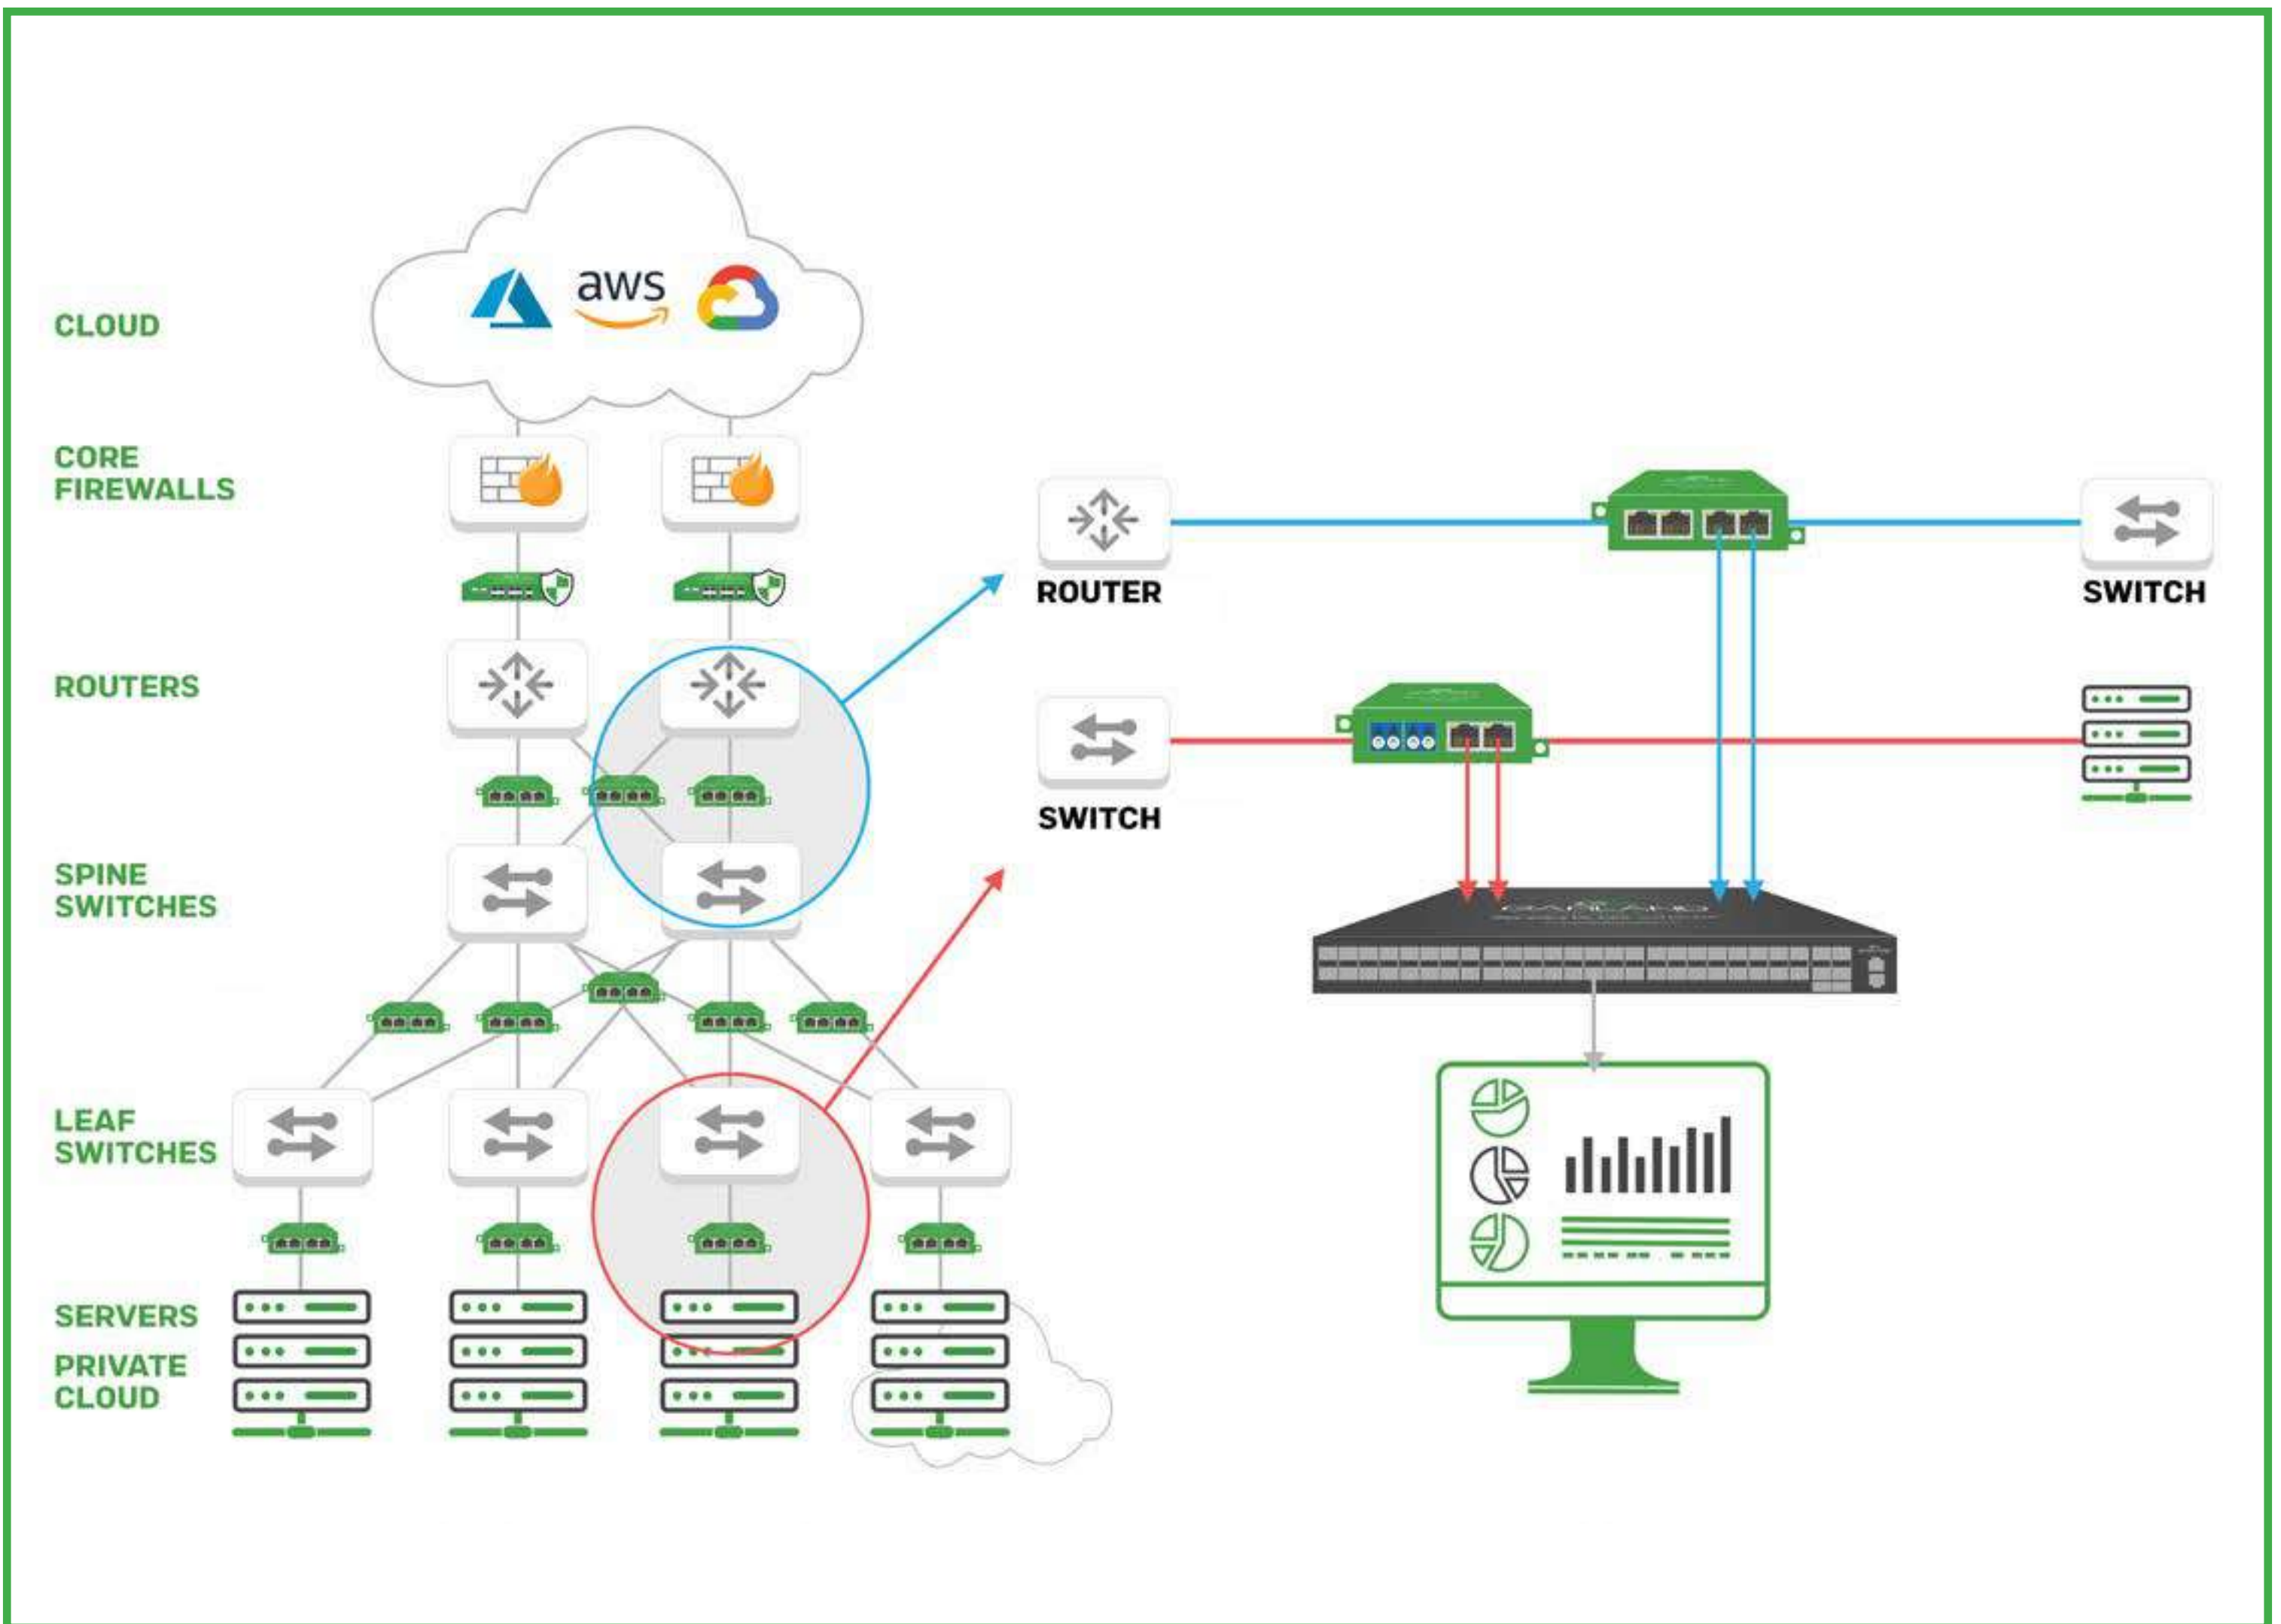 CLOUD
aws
CORE
FIREWALLS
ROUTERS
SPINE
SWITCHES
LEAF
SWITCHES
SERVERS
PRIVATE
CLOUD
ROUTER
SWITCH
SWITCH